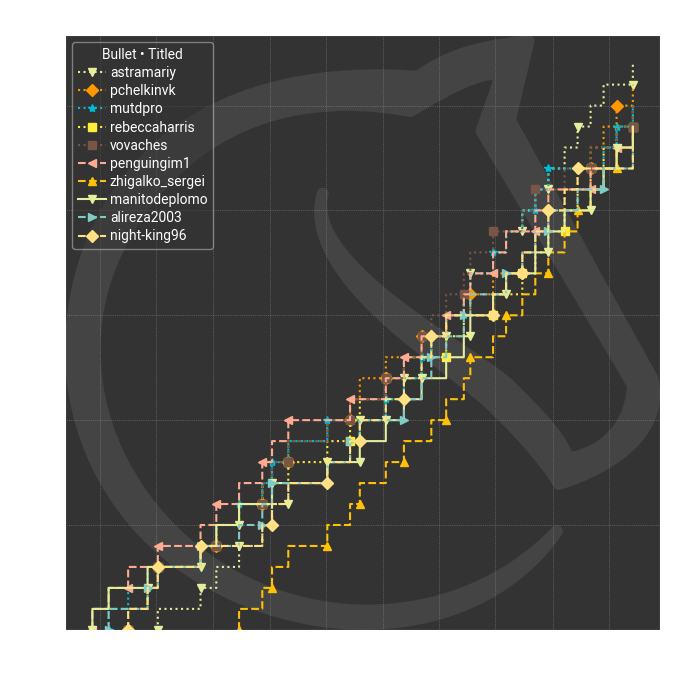 Bullet • Titled
astramariy
pchelkinvk
mutdpro
rebeccaharris
vovaches
penguingim1
zhigalko_sergei
manitodeplomo
alireza2003
night-king96